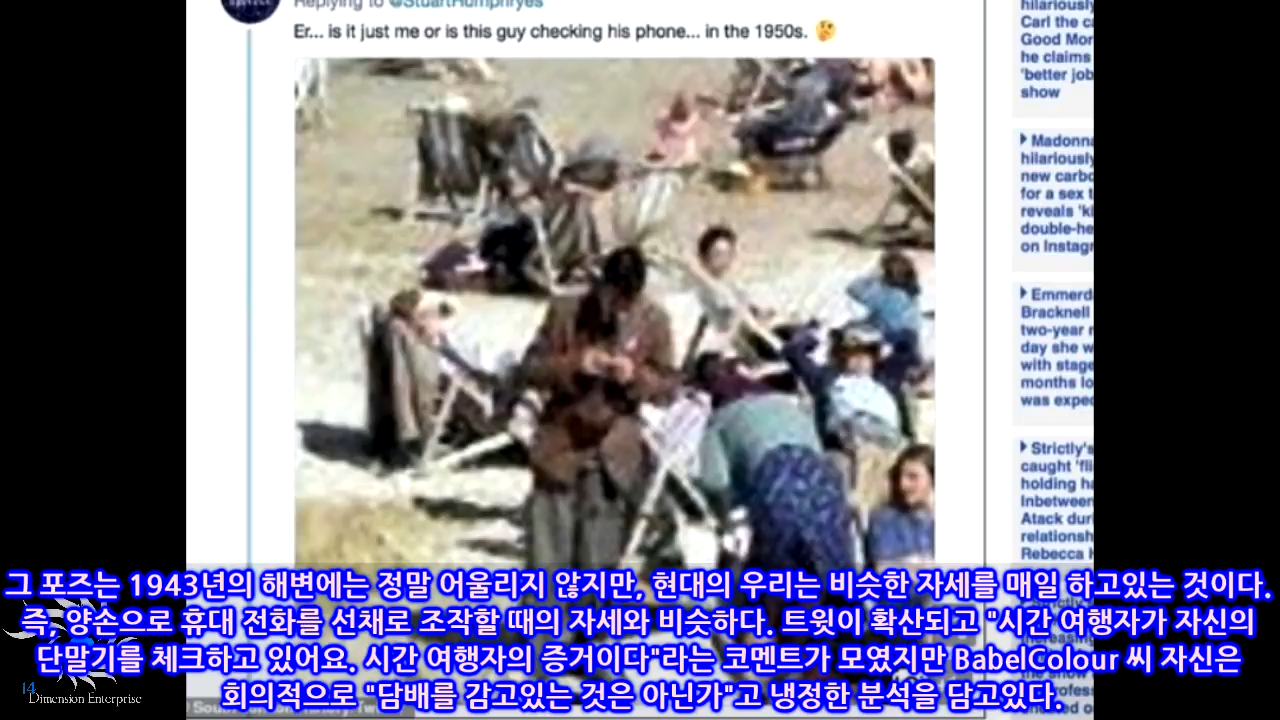 Replying to @StuartHumphryes
Er... is it just me or is this guy checking his phone... in the 1950s. 🤔
hilariously
Carl the ca
Good Mor
he claims
'better job
show
Madonna
hilariously
new carbo
for a sex t
reveals 'ki
double-he
on Instagr
Emmerd
Bracknell
two-year r
day she w
with stage
months lo
was expec
Strictly's
caught 'fli
holding ha
Inbetween
Atack duri
relationsh
Rebecca H
그 포즈는 1943년의 해변에는 정말 어울리지 않지만, 현대의 우리는 비슷한 자세를 매일 하고있는 것이다.
즉, 양손으로 휴대 전화를 선채로 조작할 때의 자세와 비슷하다. 트윗이 확산되고 "시간 여행자가 자신의
단말기를 체크하고 있어요. 시간 여행자의 증거이다"라는 코멘트가 모였지만 BabelColour 씨 자신은
회의적으로 "담배를 감고있는 것은 아닌가"고 냉정한 분석을 담고있다.
14
Dimension Enterprise